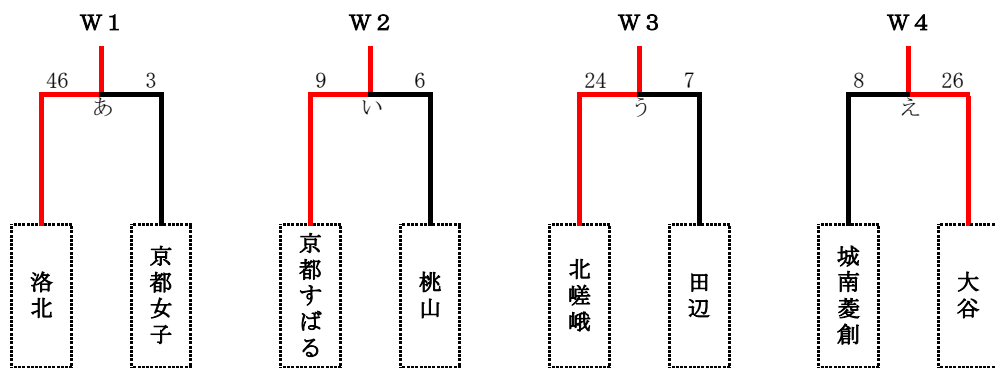 W1 W2 W3 W4
46 3 9 6 24 7 8 26
あ い う え
洛北
京都女子
京都すばる
桃山
北嵯峨
田辺
城南菱創
大谷